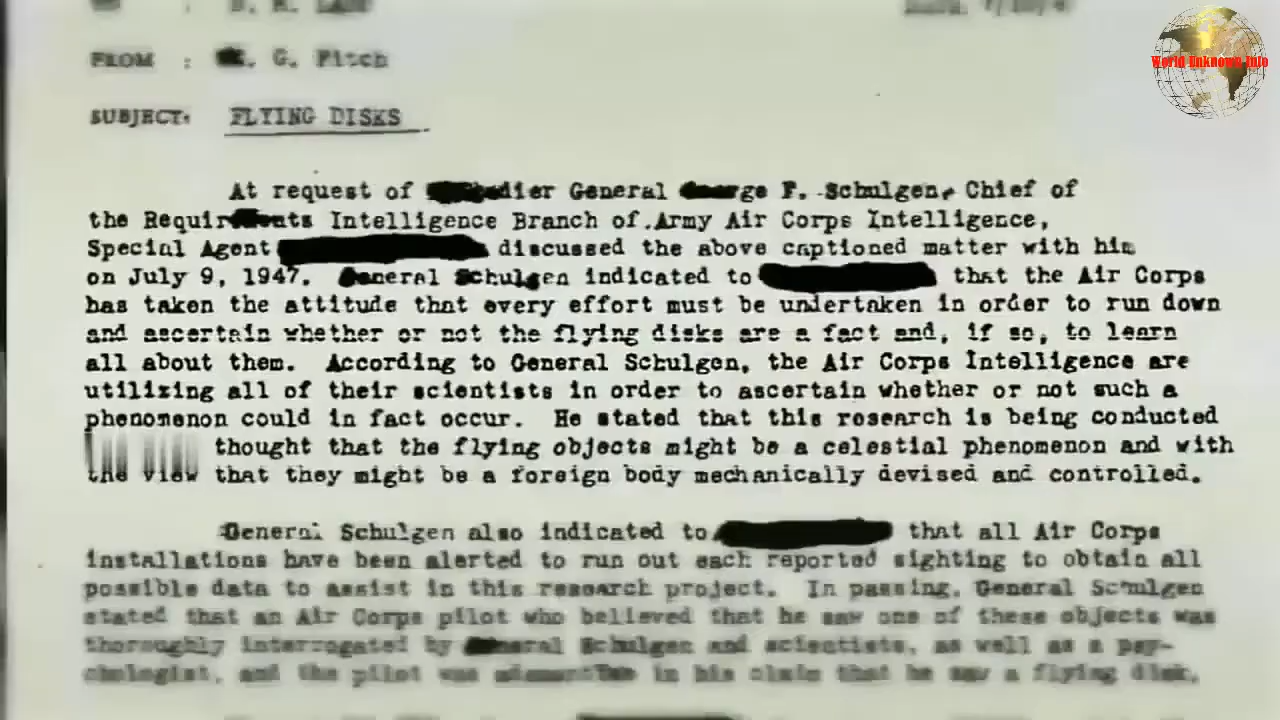 World Unknown Info
FROM : G. Fitch
SUBJECT: FLYING DISKS
At request of General George F. Schulgen, Chief of
the Requirements Intelligence Branch of Army Air Corps Intelligence,
Special Agent discussed the above captioned matter with him
on July 9, 1947. General Schulgen indicated to that the Air Corps
has taken the attitude that every effort must be undertaken in order to run down
and ascertain whether or not the flying disks are a fact and, if so, to learn
all about them. According to General Schulgen, the Air Corps Intelligence are
utilizing all of their scientists in order to ascertain whether or not such a
phenomenon could in fact occur. He stated that this research is being conducted
thought that the flying objects might be a celestial phenomenon and with
the view that they might be a foreign body mechanically devised and controlled.
General Schulgen also indicated to that all Air Corps
installations have been alerted to run out each reported sighting to obtain all
possible data to assist in this research project. In passing, General Schulgen
stated that an Air Corps pilot who believed that he saw one of these objects was
thoroughly interrogated by General Schulgen and scientists, as well as a psy-
chologist, and the pilot was adamant in his claim that he saw a flying disk.